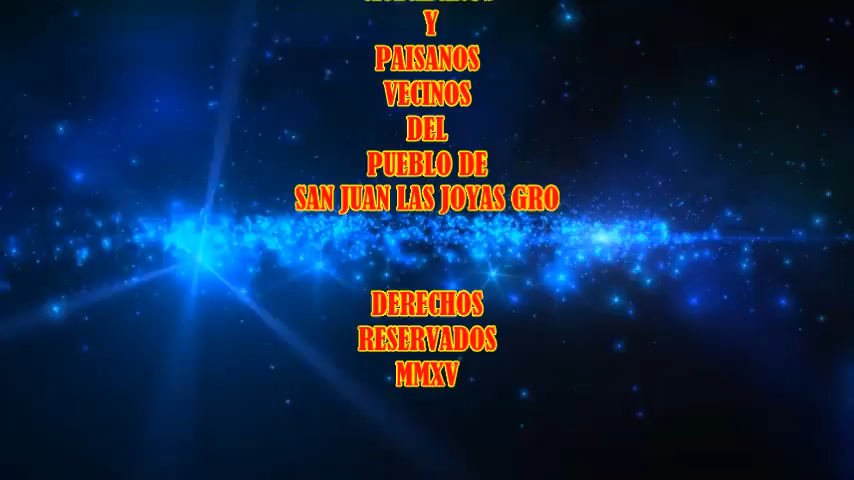 Y
PAISANOS
VECINOS
DEL
PUEBLO DE
SAN JUAN LAS JOYAS GRO
DERECHOS
RESERVADOS
MMXV